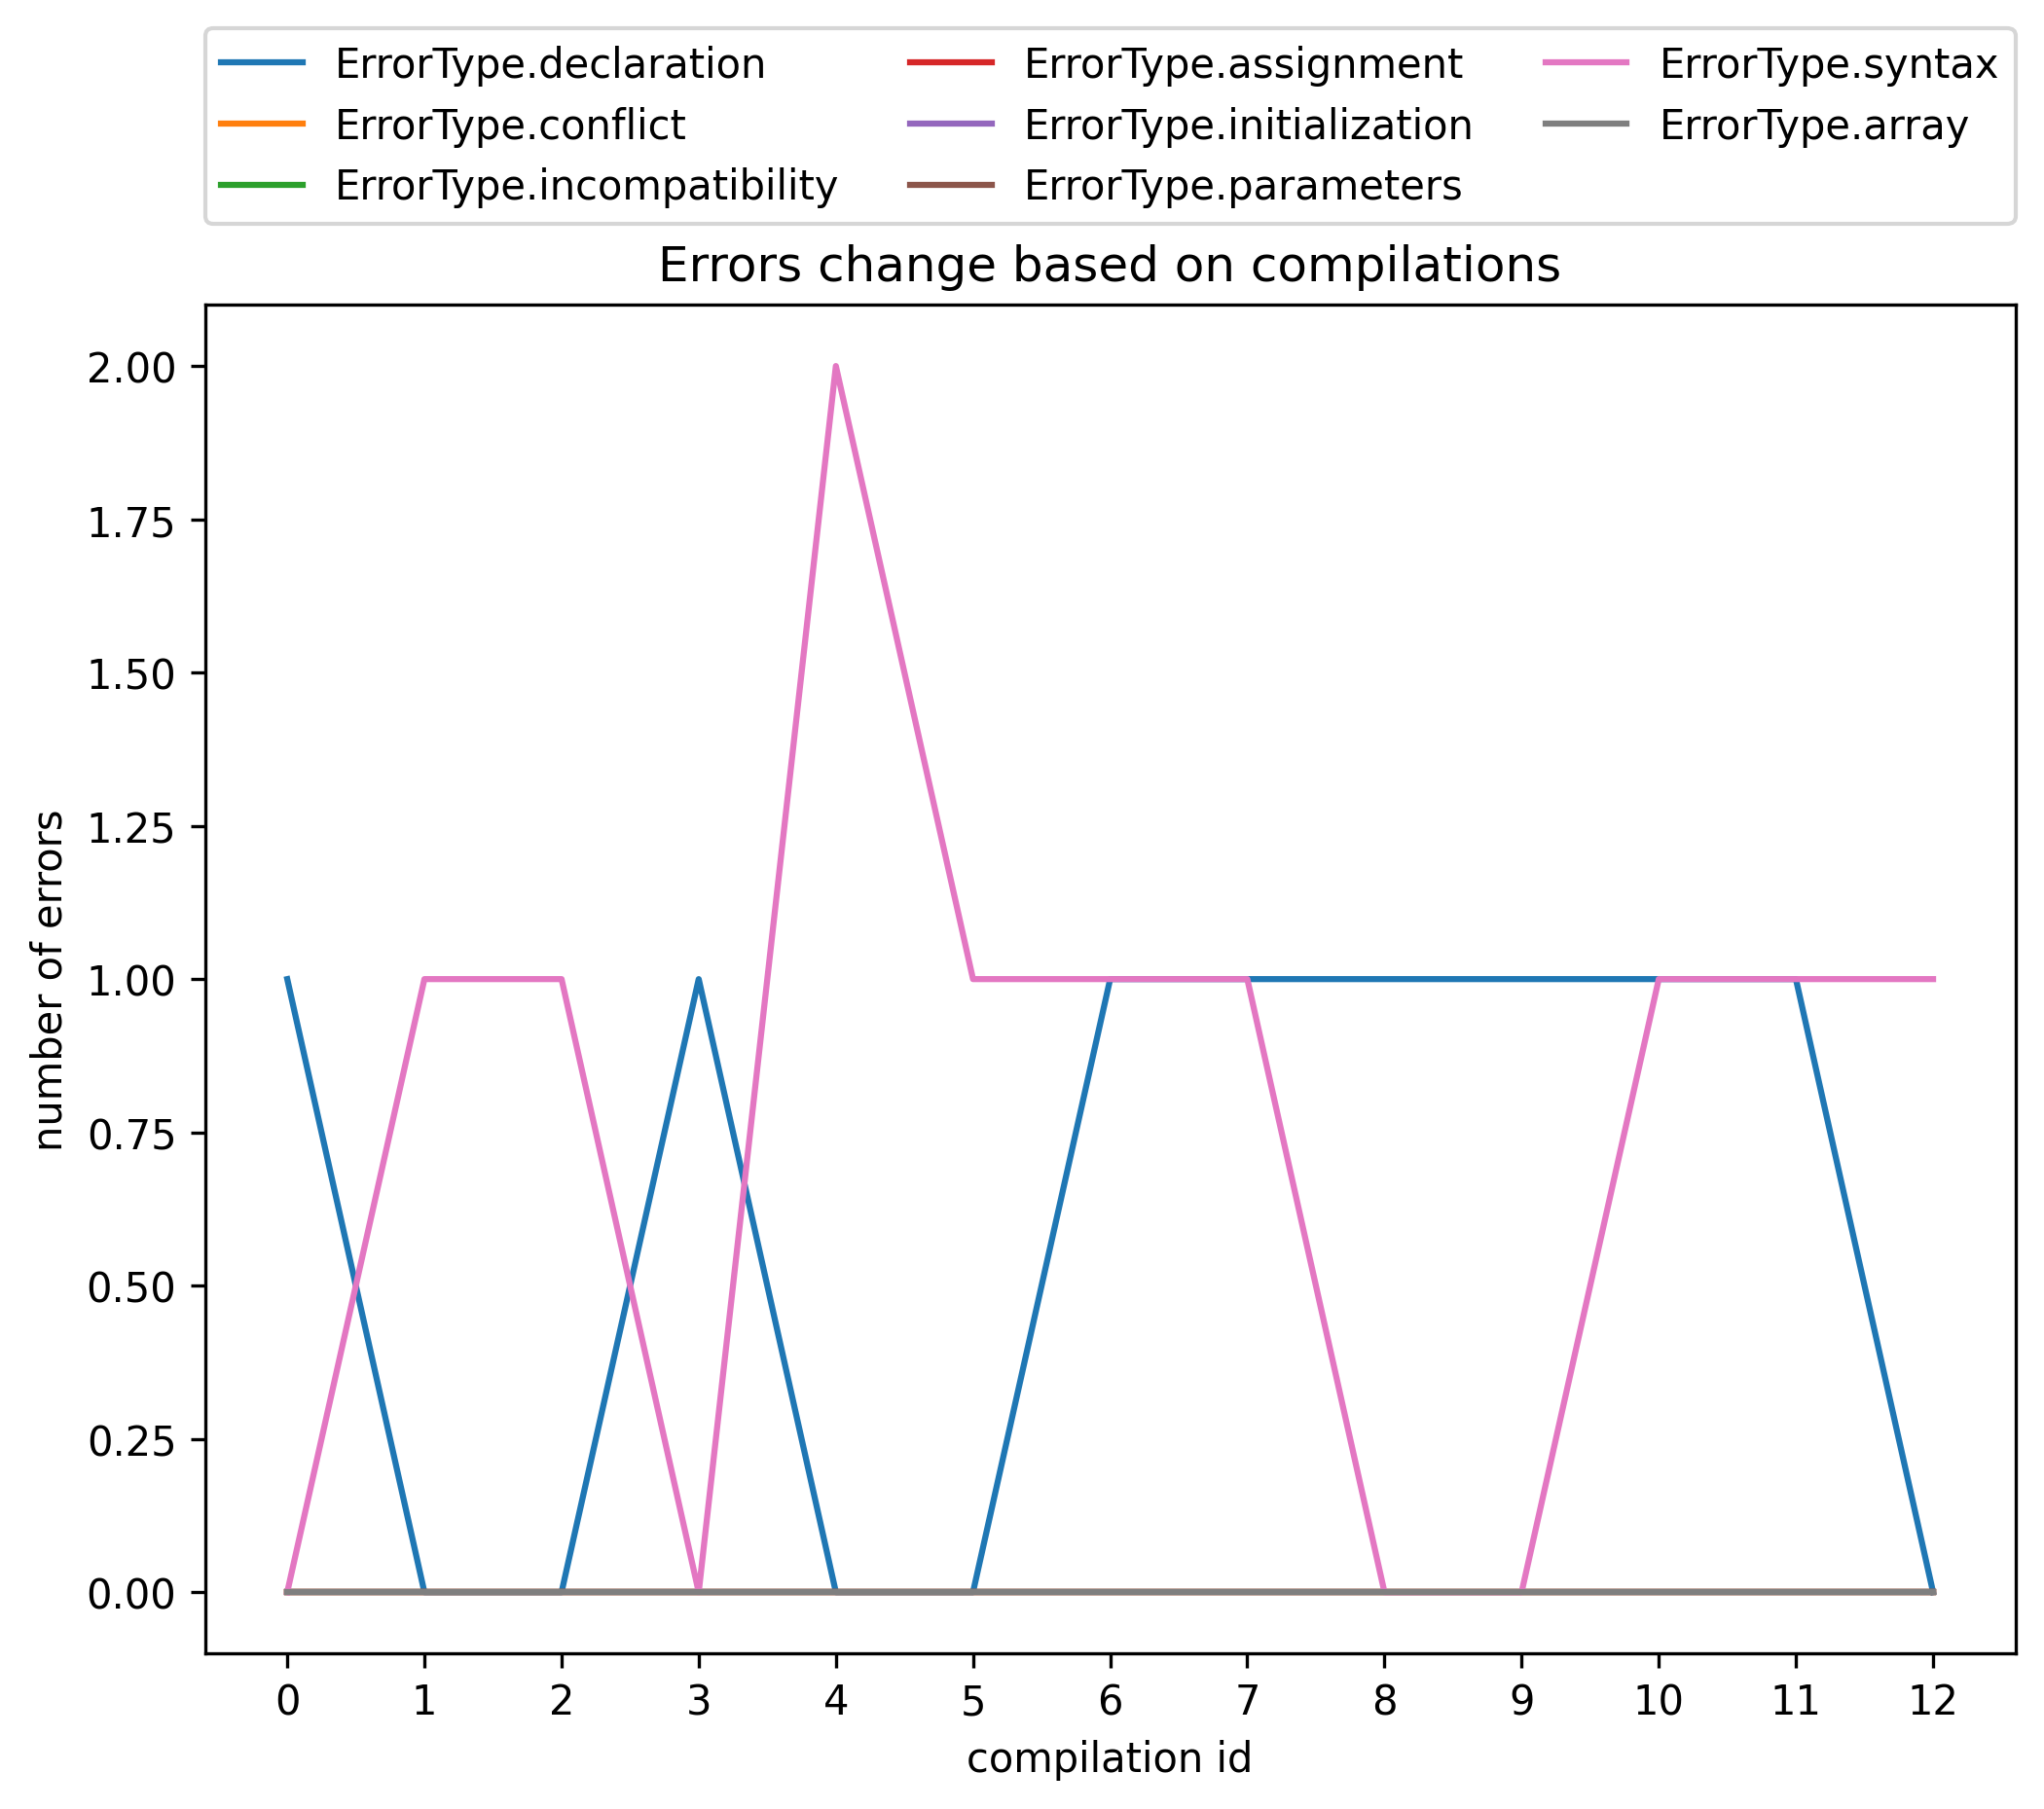 ErrorType.declaration
ErrorType.conflict
ErrorType.incompatibility
ErrorType.assignment
ErrorType.initialization
ErrorType.parameters
ErrorType.syntax
ErrorType.array
Errors change based on compilations
number of errors
2.00
1.75
1.50
1.25
1.00
0.75
0.50
0.25
0.00
0 1 2 3 4 5 6 7 8 9 10 11 12
compilation id